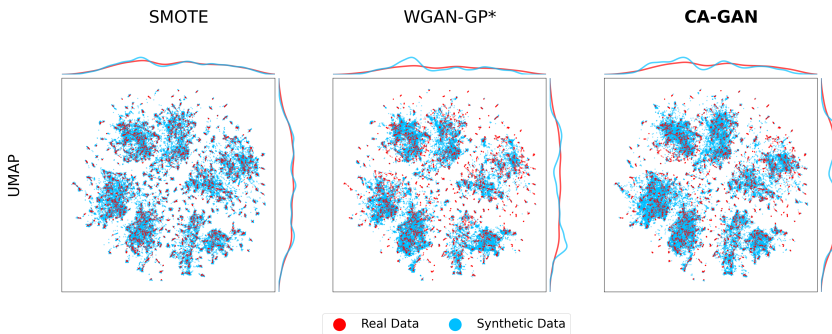 SMOTE
WGAN-GP*
CA-GAN
UMAP
Real Data
Synthetic Data